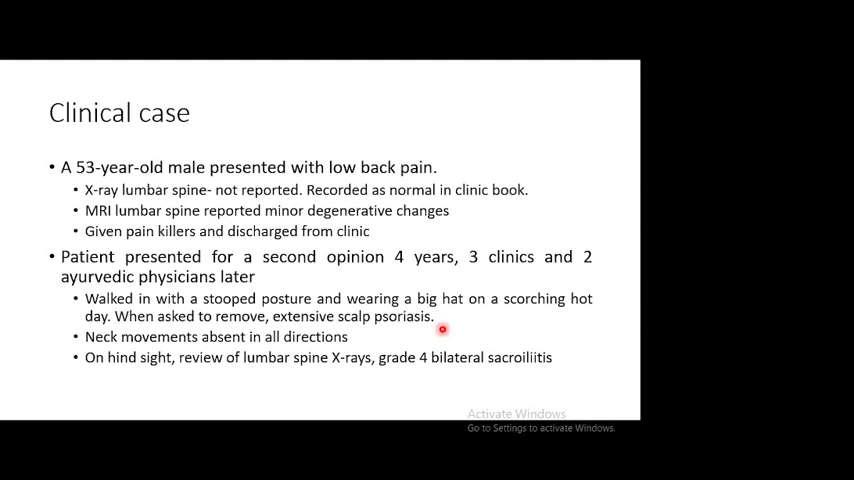 Clinical case
• A 53-year-old male presented with low back pain.
• X-ray lumbar spine- not reported. Recorded as normal in clinic book.
• MRI lumbar spine reported minor degenerative changes
• Given pain killers and discharged from clinic
• Patient presented for a second opinion 4 years, 3 clinics and 2
ayurvedic physicians later
• Walked in with a stooped posture and wearing a big hat on a scorching hot
day. When asked to remove, extensive scalp psoriasis.
• Neck movements absent in all directions
• On hind sight, review of lumbar spine X-rays, grade 4 bilateral sacroiliitis
Activate Windows
Go to Settings to activate Windows.